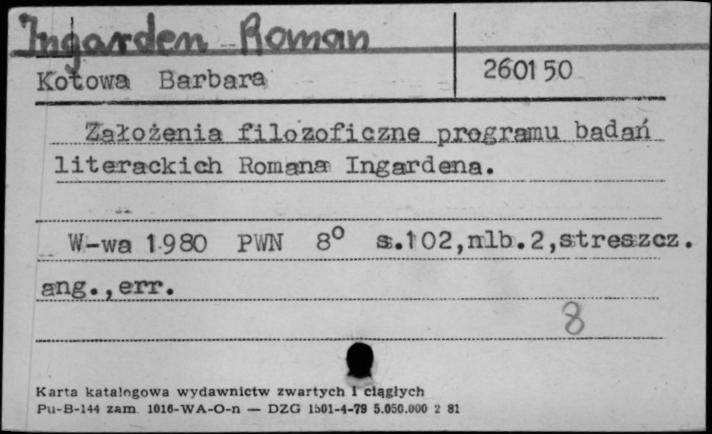 Ingarden Roman
Kotowa Barbara 260150
Założenia filozoficzne programu badań
literackich Romana Ingardena.
W-wa 1980 PWN 8° s.102,nlb.2,streszcz.
ang.,err.
8
Karta katalogowa wydawnictw zwartych i ciągłych
Pu-B-144 zam. 1016-WA-O-n — DZG 1501-4-79 5.050.000 2 81